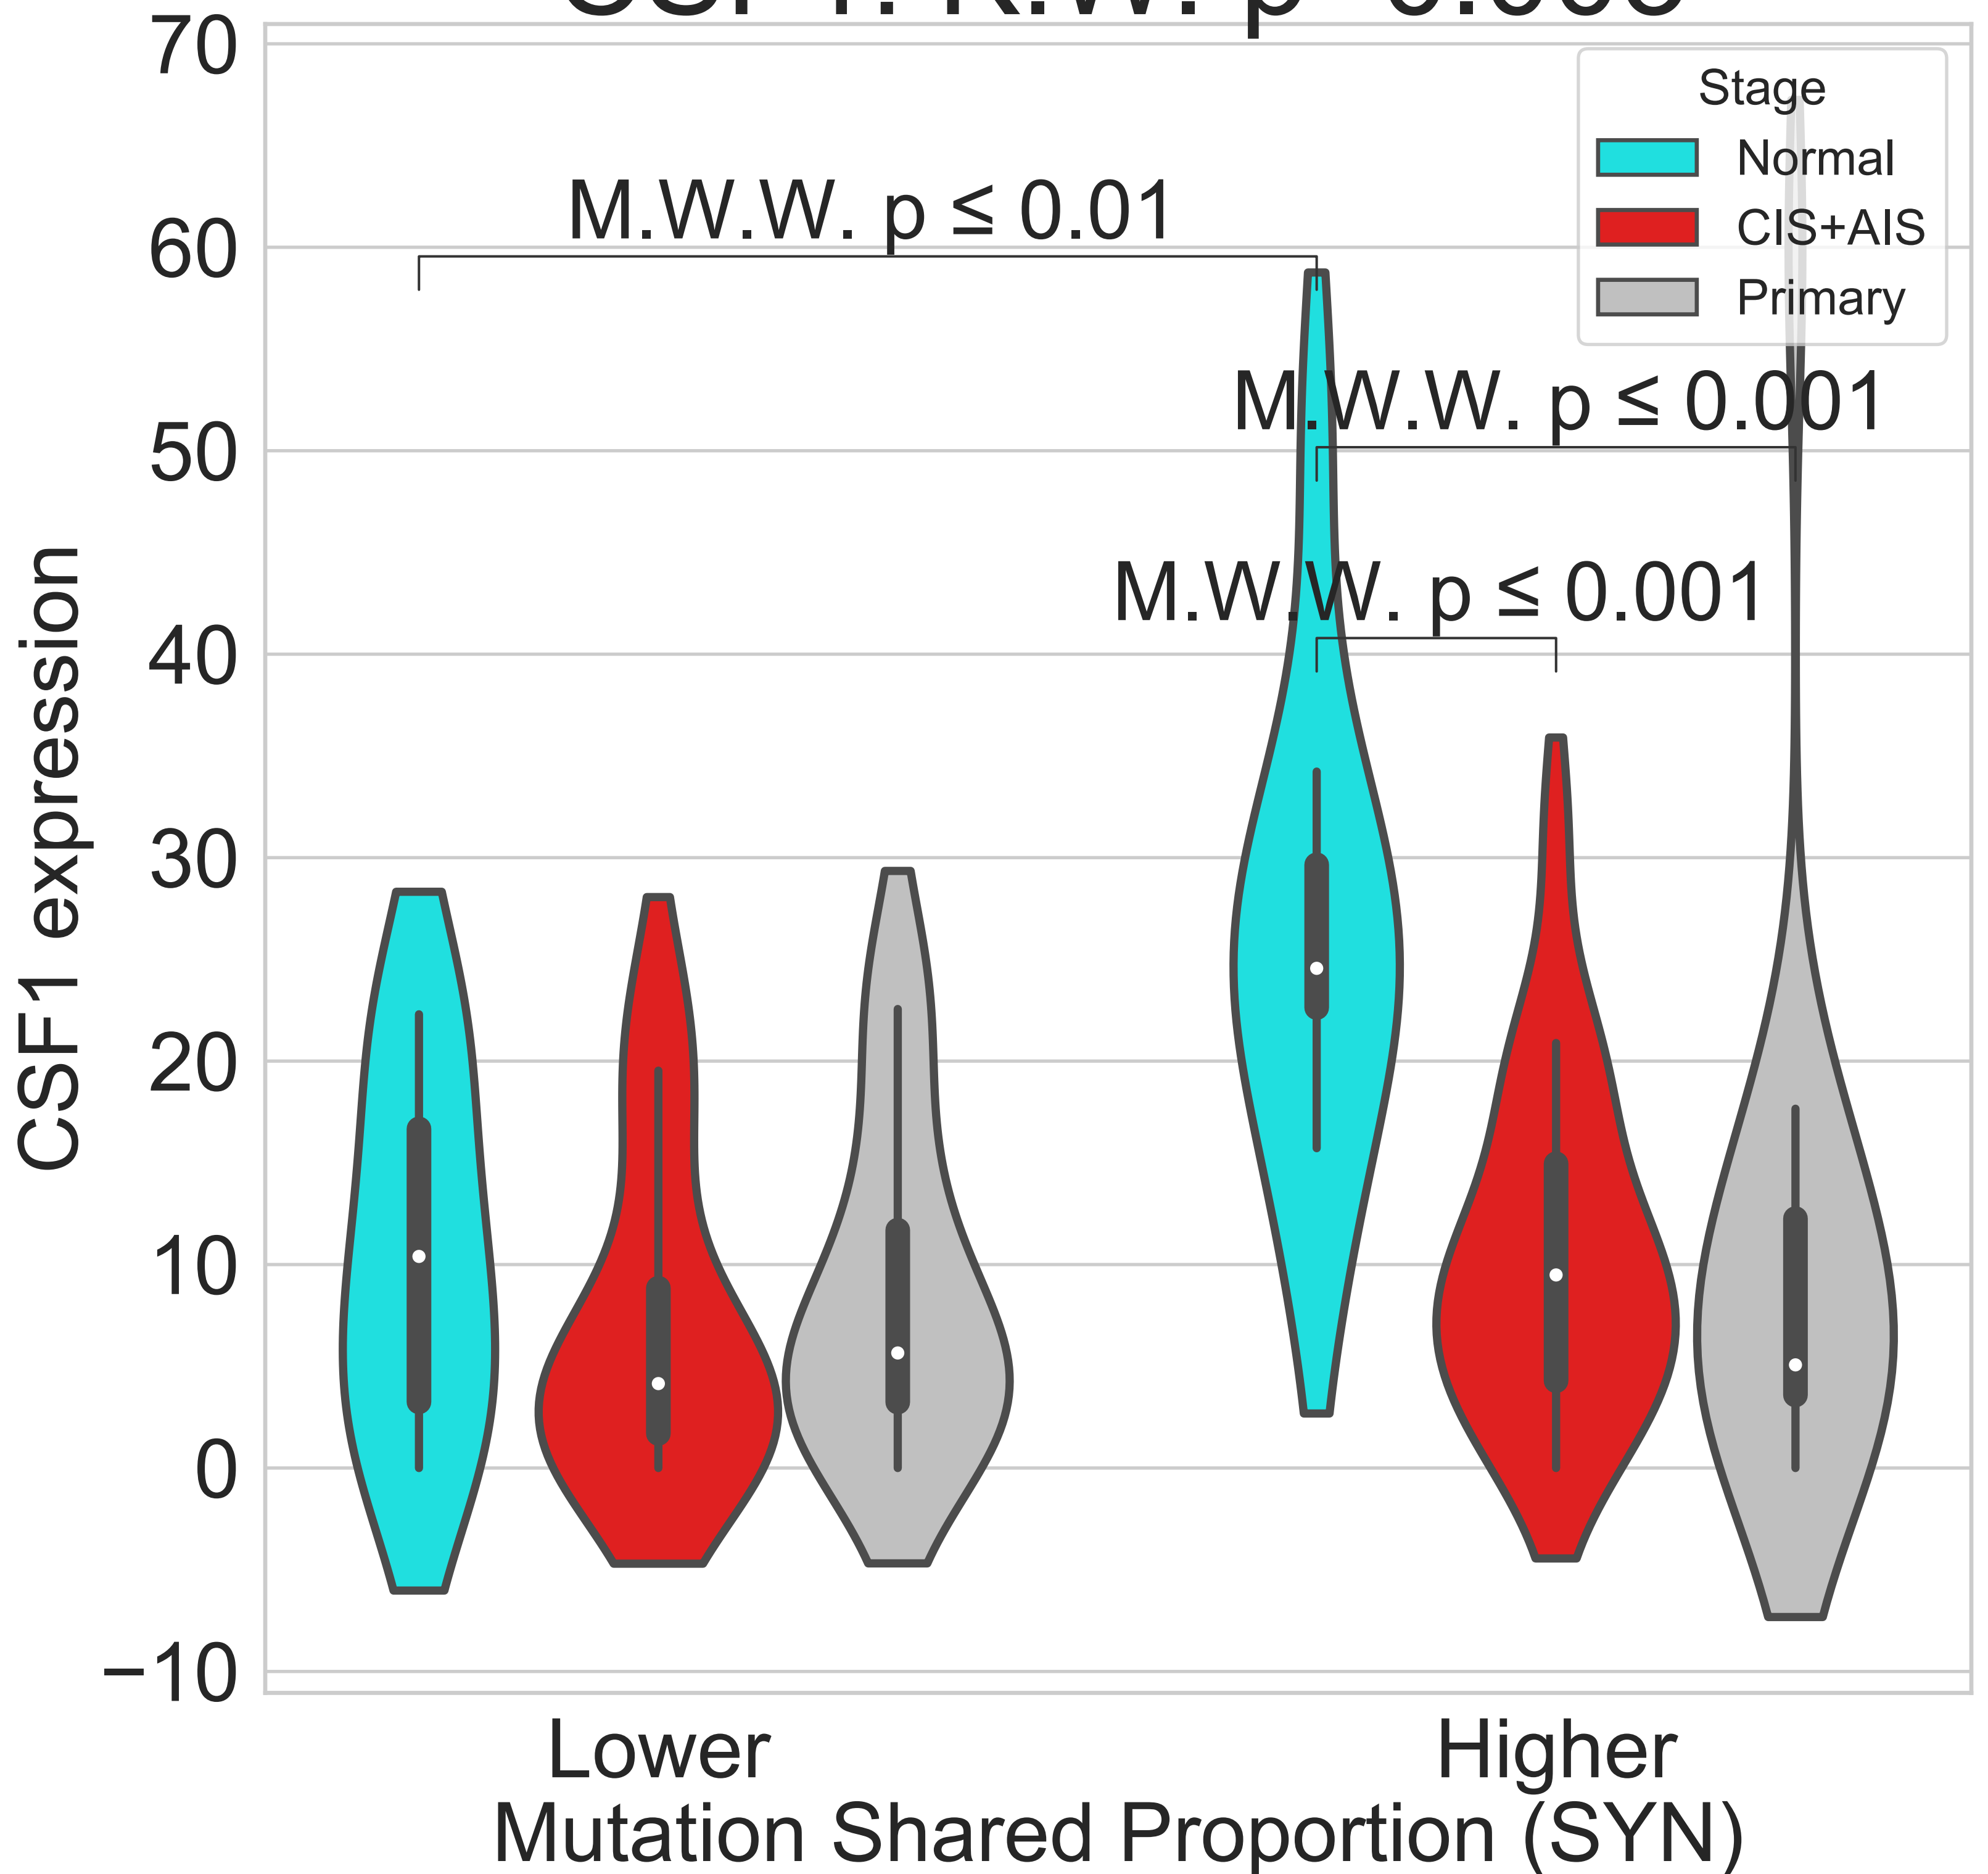 70
60
50
40
30
20
10
0
−10
CSF1 expression
Stage
Normal
CIS+AIS
Primary
M.W.W. p ≤ 0.01
M.W.W. p ≤ 0.001
M.W.W. p ≤ 0.001
Lower
Higher
Mutation Shared Proportion (SYN)